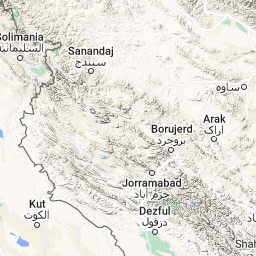 Solimania
السليمانية
Sanandaj
سنندج
ساوه
Arak
اراک
Borujerd
بروجرد
Jorramabad
خرم آباد
Kut
الكوت
Dezful
دزفول
Shah